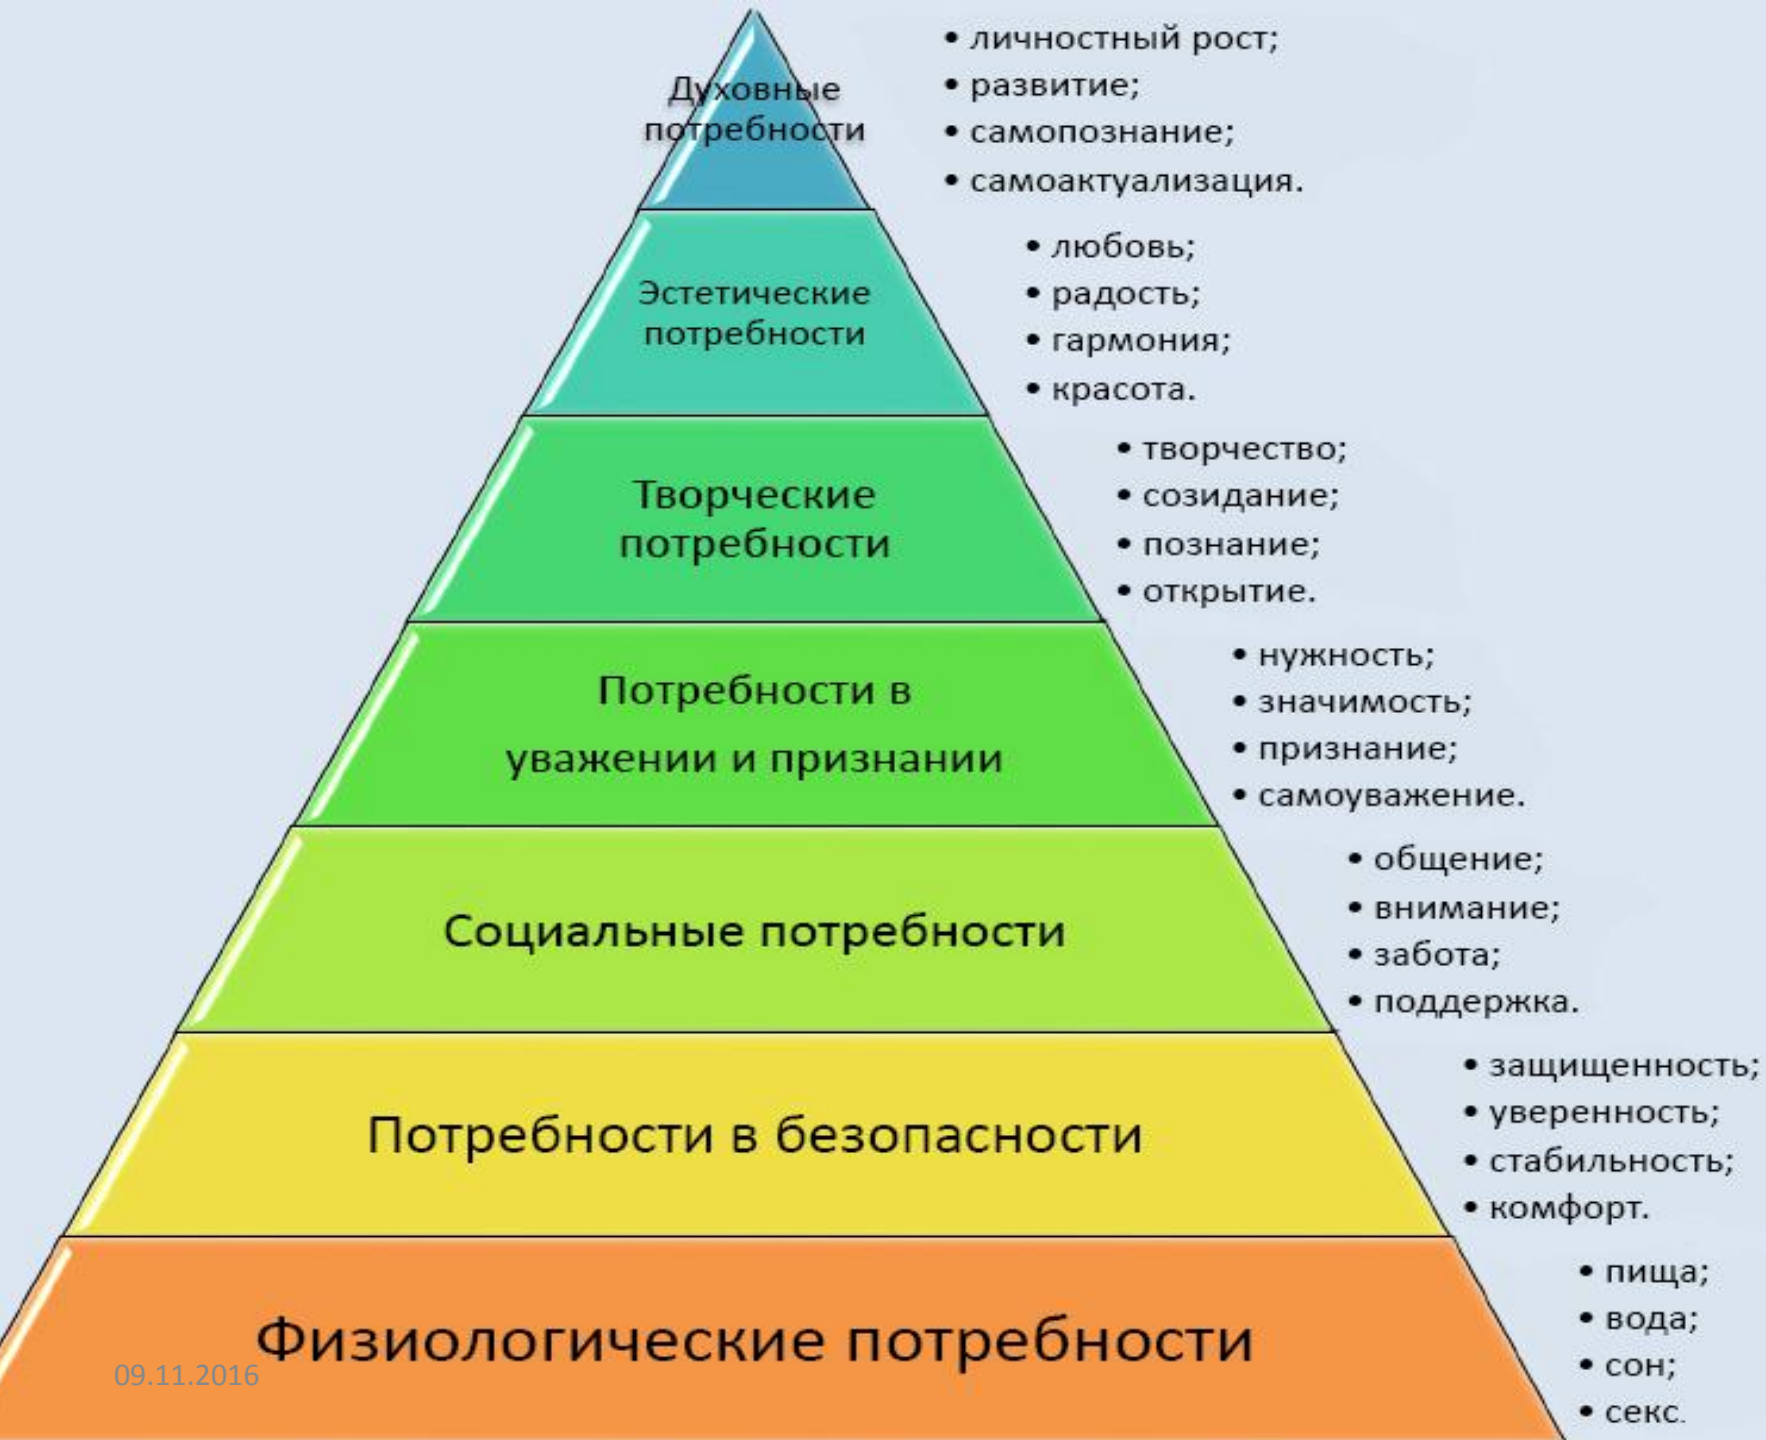 Духовные
потребности
• личностный рост;
• развитие;
• самопознание;
• самоактуализация.
Эстетические
потребности
• любовь;
• радость;
• гармония;
• красота.
Творческие
потребности
• творчество;
• созидание;
• познание;
• открытие.
Потребности в
уважении и признании
• нужность;
• значимость;
• признание;
• самоуважение.
Социальные потребности
• общение;
• внимание;
• забота;
• поддержка.
Потребности в безопасности
• защищенность;
• уверенность;
• стабильность;
• комфорт.
Физиологические потребности
• пища;
• вода;
• сон;
• секс.
09.11.2016